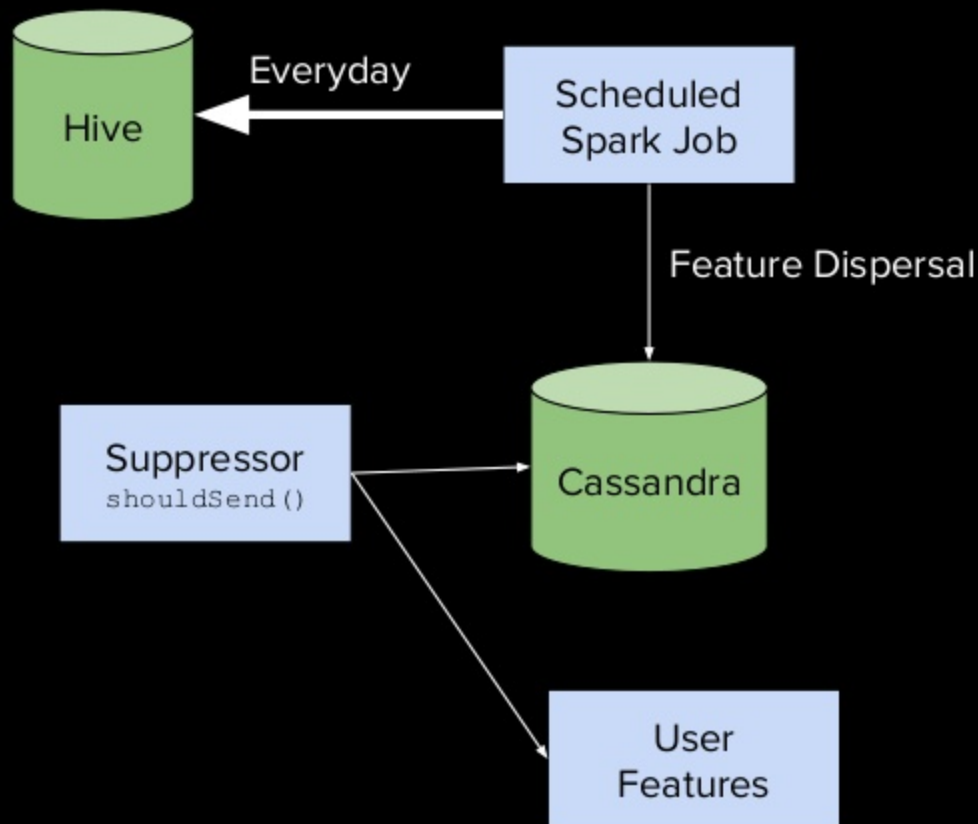 Everyday
Hive
Scheduled
Spark Job
Feature Dispersal
Suppressor
shouldSend()
Cassandra
User
Features